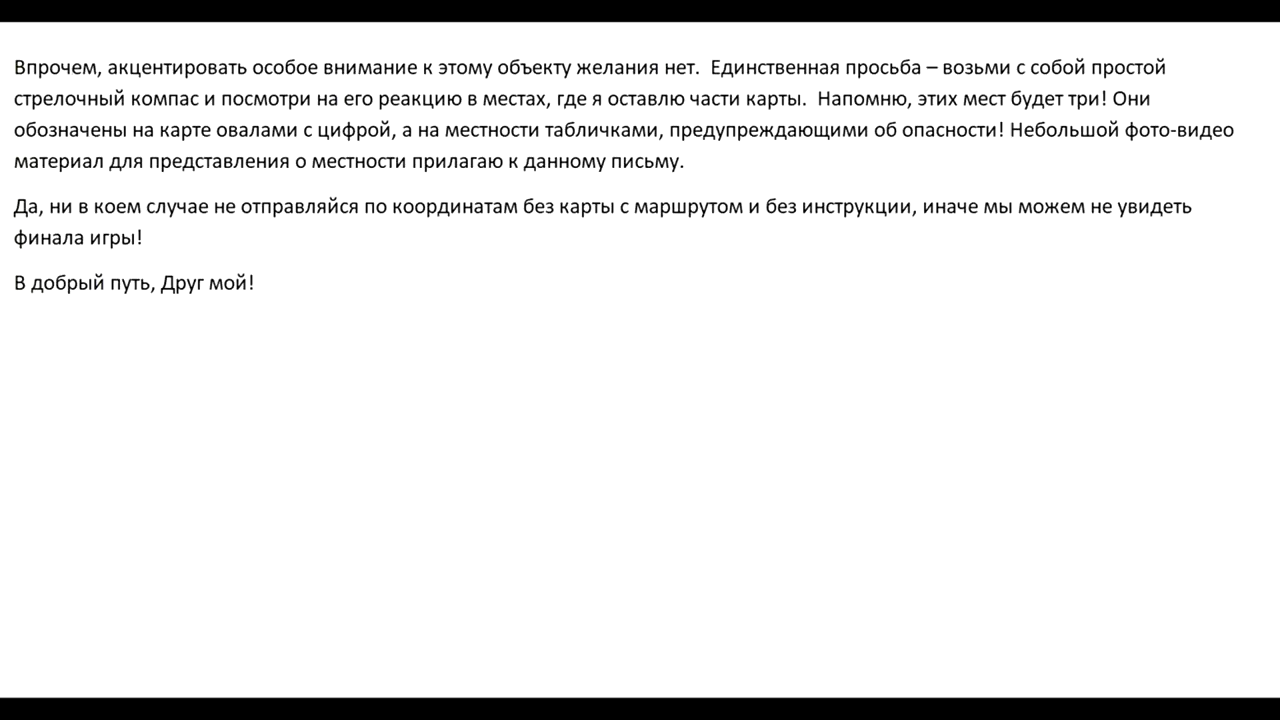 Впрочем, акцентировать особое внимание к этому объекту желания нет.  Единственная просьба – возьми с собой простой
стрелочный компас и посмотри на его реакцию в местах, где я оставлю части карты.  Напомню, этих мест будет три! Они
обозначены на карте овалами с цифрой, а на местности табличками, предупреждающими об опасности! Небольшой фото-видео
материал для представления о местности прилагаю к данному письму.
Да, ни в коем случае не отправляйся по координатам без карты с маршрутом и без инструкции, иначе мы можем не увидеть
финала игры!
В добрый путь, Друг мой!